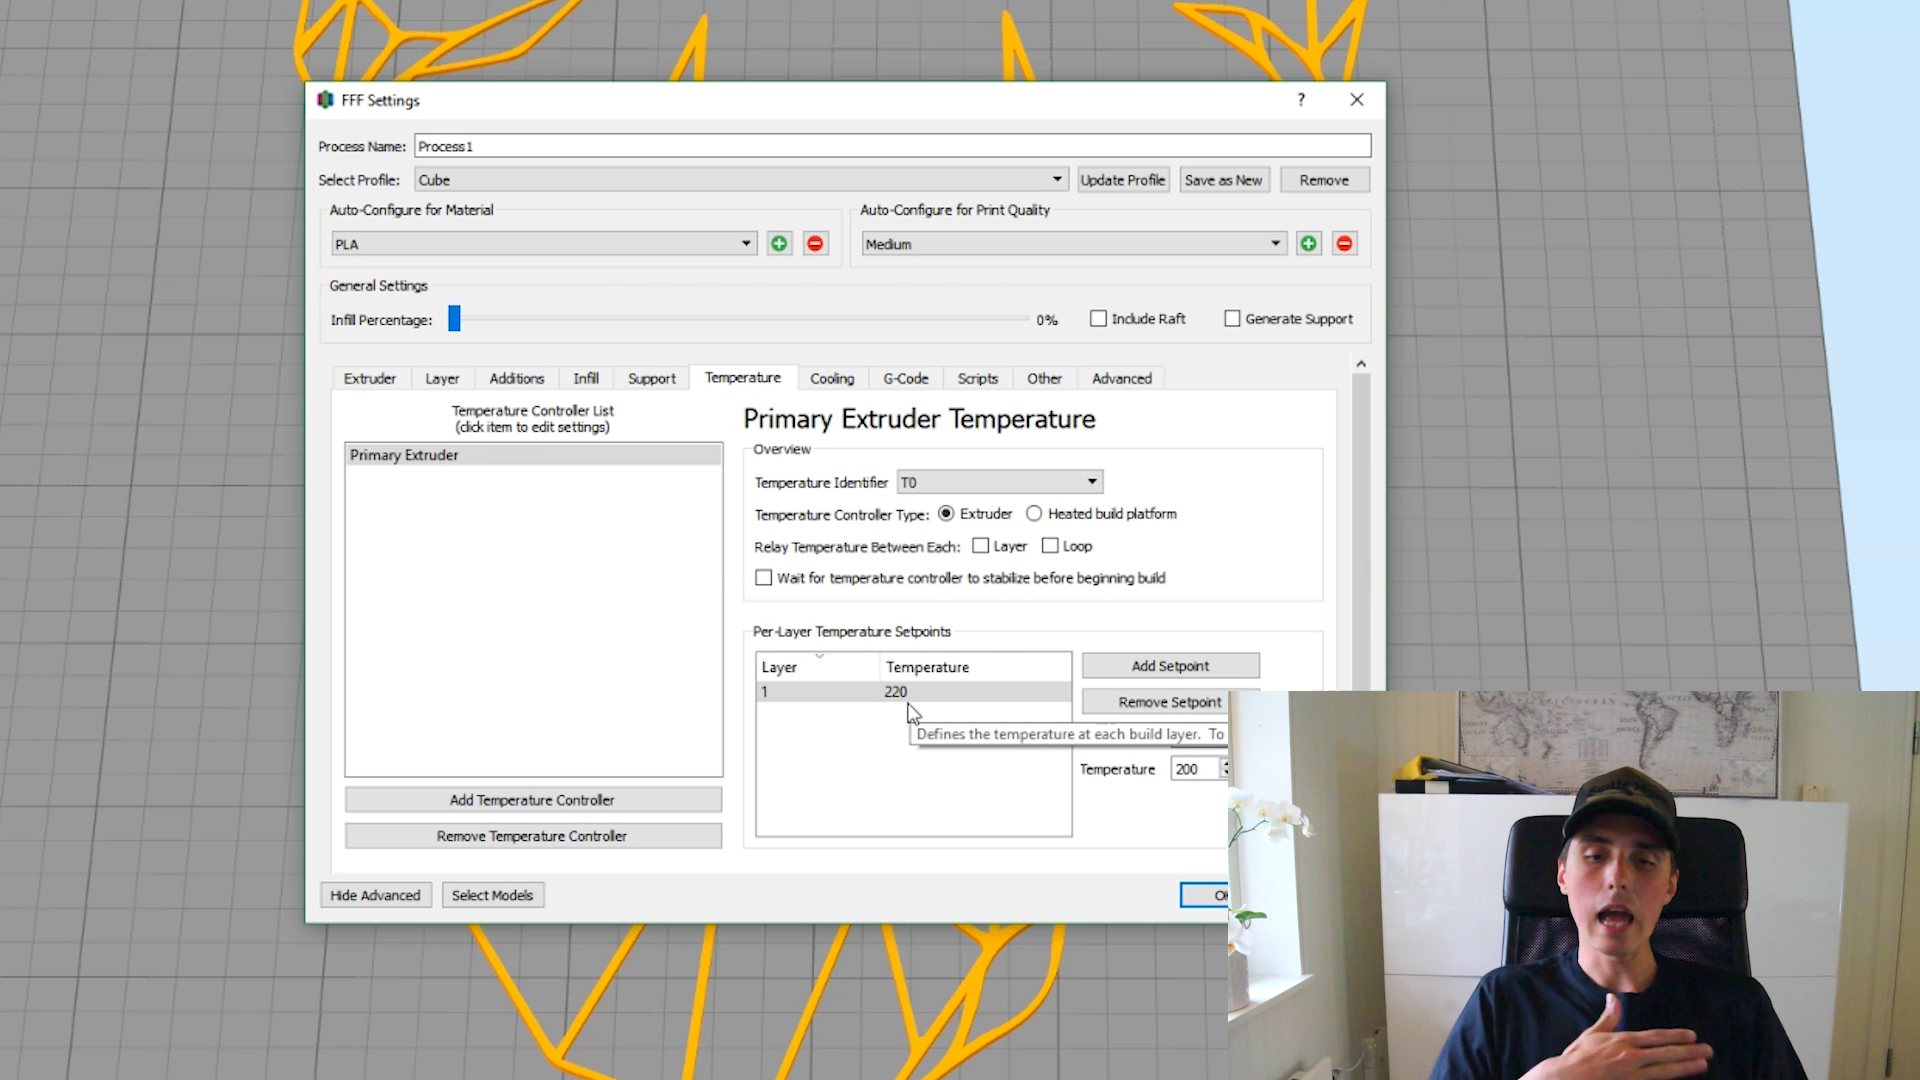 FFF Settings
?
Process Name: Process1
Select Profile: Cube
Update Profile
Save as New
Remove
Auto-Configure for Material
PLA
Auto-Configure for Print Quality
Medium
General Settings
Infill Percentage:
0%
Include Raft
Generate Support
Extruder
Layer
Additions
Infill
Support
Temperature
Cooling
G-Code
Scripts
Other
Advanced
Temperature Controller List
(click item to edit settings)
Primary Extruder
Add Temperature Controller
Remove Temperature Controller
Primary Extruder Temperature
Overview
Temperature Identifier T0
Temperature Controller Type: Extruder Heated build platform
Relay Temperature Between Each: Layer Loop
Wait for temperature controller to stabilize before beginning build
Per-Layer Temperature Setpoints
Layer Temperature
1 220
Add Setpoint
Remove Setpoint
Defines the temperature at each build layer. To
Temperature 200
Hide Advanced
Select Models